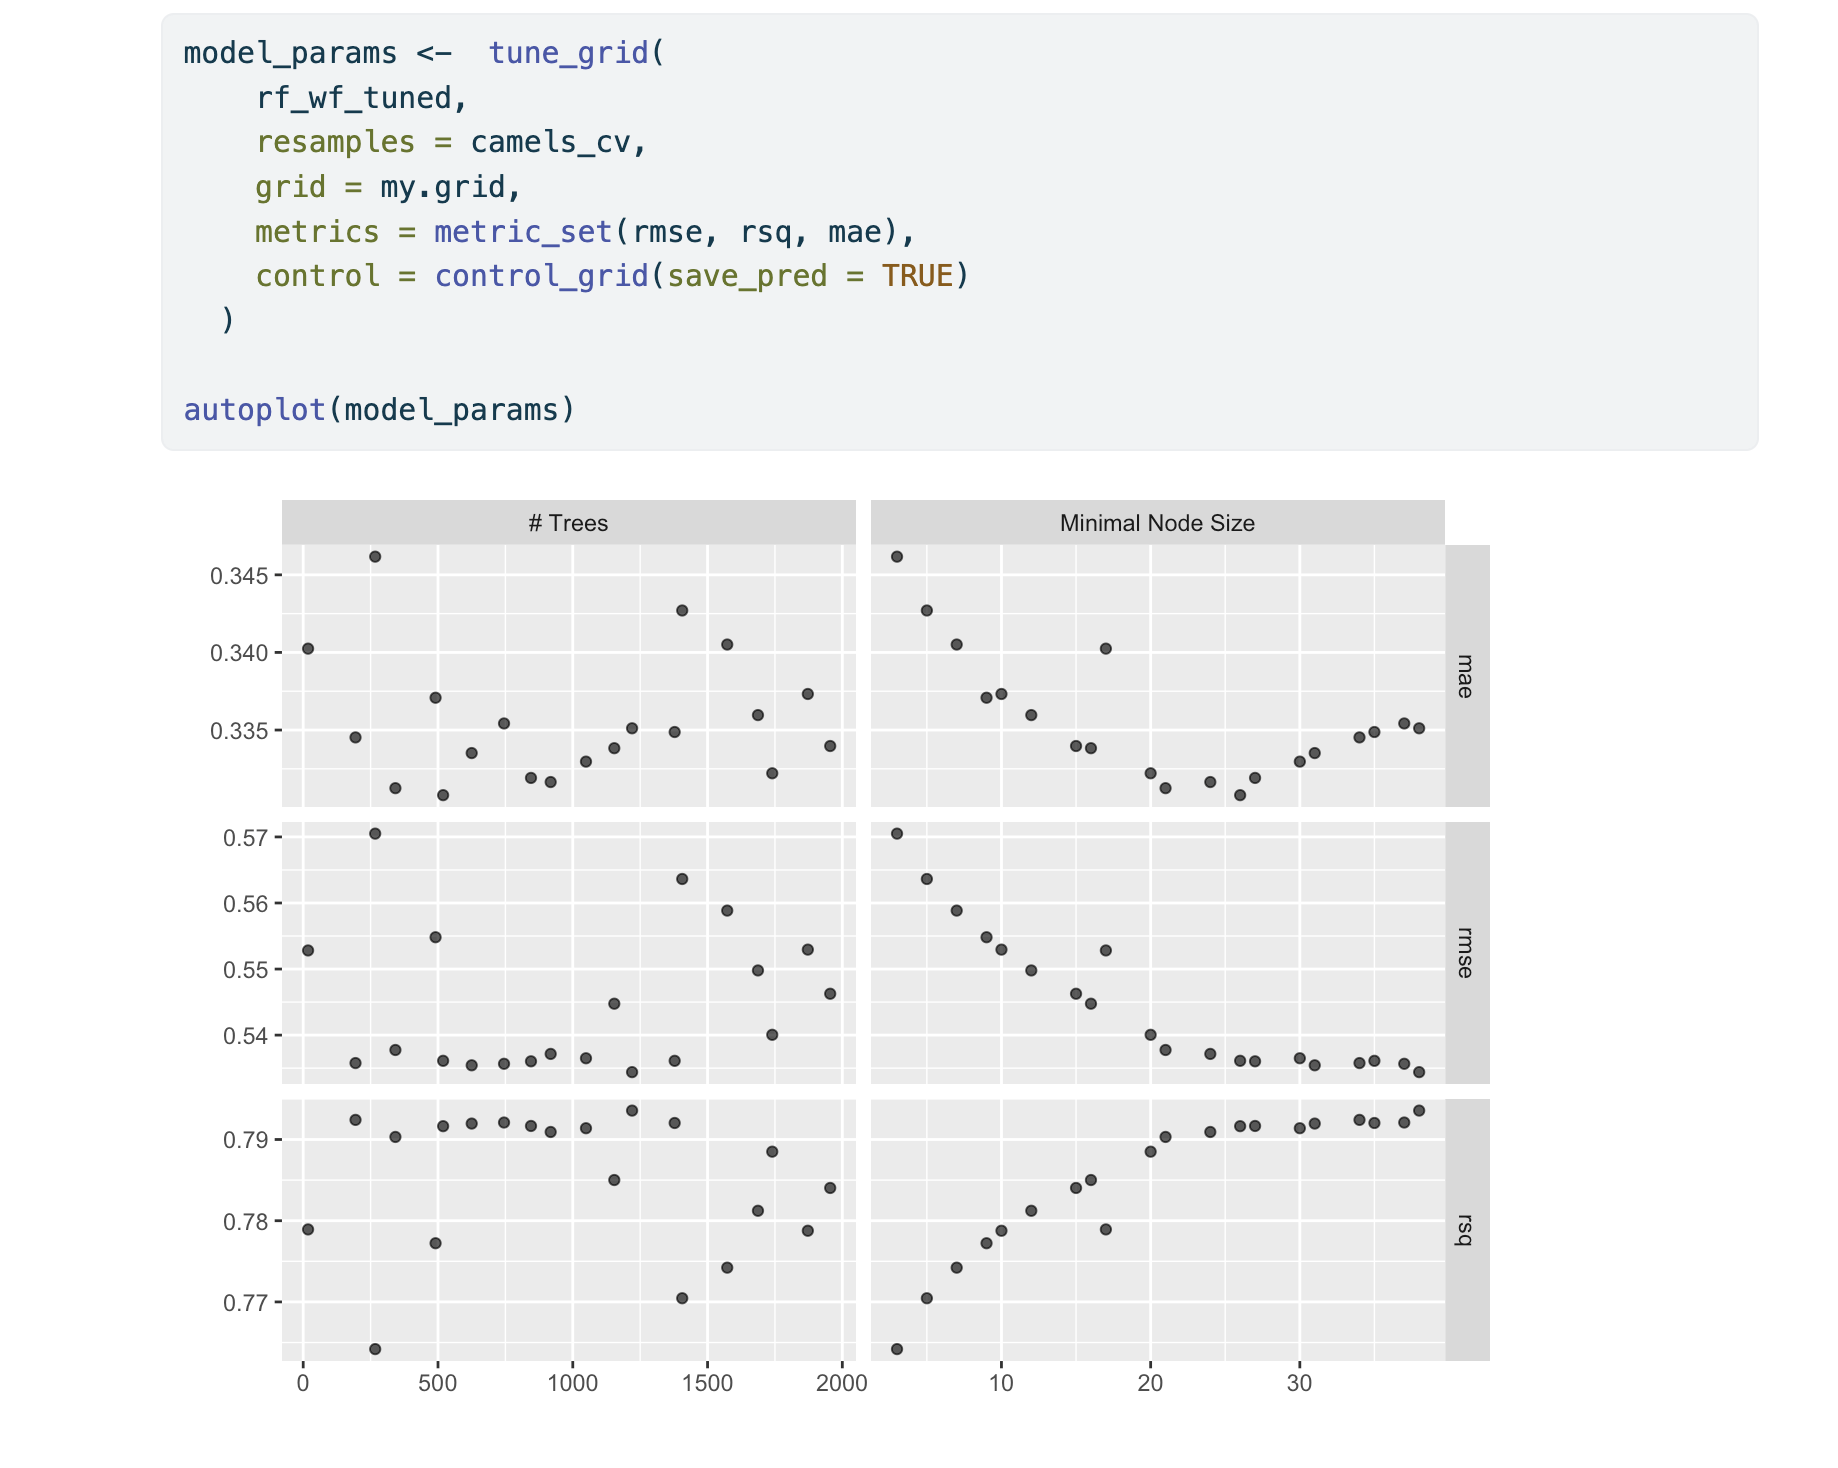 model_params <-  tune_grid(
    rf_wf_tuned,
    resamples = camels_cv,
    grid = my.grid,
    metrics = metric_set(rmse, rsq, mae),
    control = control_grid(save_pred = TRUE)
  )
autoplot(model_params)
# Trees
Minimal Node Size
0.345
0.340
0.335
mae
0.57
0.56
0.55
0.54
rmse
0.79
0.78
0.77
rsq
0 500 1000 1500 2000
10 20 30